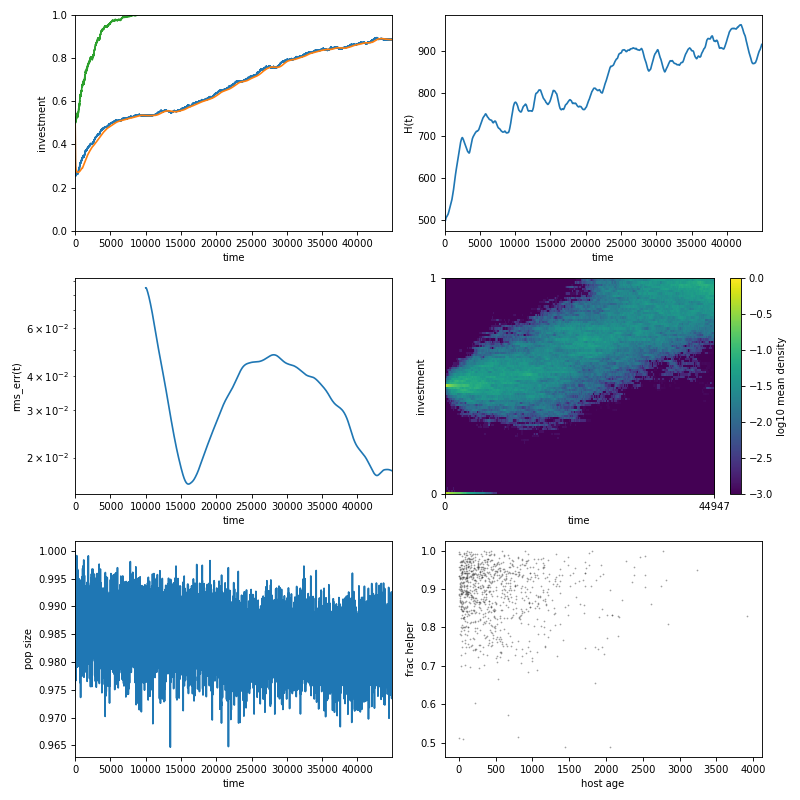 1.0
0.8
0.6
0.4
0.2
0.0
investment
0 5000 10000 15000 20000 25000 30000 35000 40000
time
900
800
700
600
500
H(t)
0 5000 10000 15000 20000 25000 30000 35000 40000
time
6 × 10⁻²
4 × 10⁻²
3 × 10⁻²
2 × 10⁻²
rms_err(t)
0 5000 10000 15000 20000 25000 30000 35000 40000
time
1
0
investment
0 44947
time
0.0
−0.5
−1.0
−1.5
−2.0
−2.5
−3.0
log10 mean density
1.000
0.995
0.990
0.985
0.980
0.975
0.970
0.965
pop size
0 5000 10000 15000 20000 25000 30000 35000 40000
time
1.0
0.9
0.8
0.7
0.6
0.5
frac helper
0 500 1000 1500 2000 2500 3000 3500 4000
host age